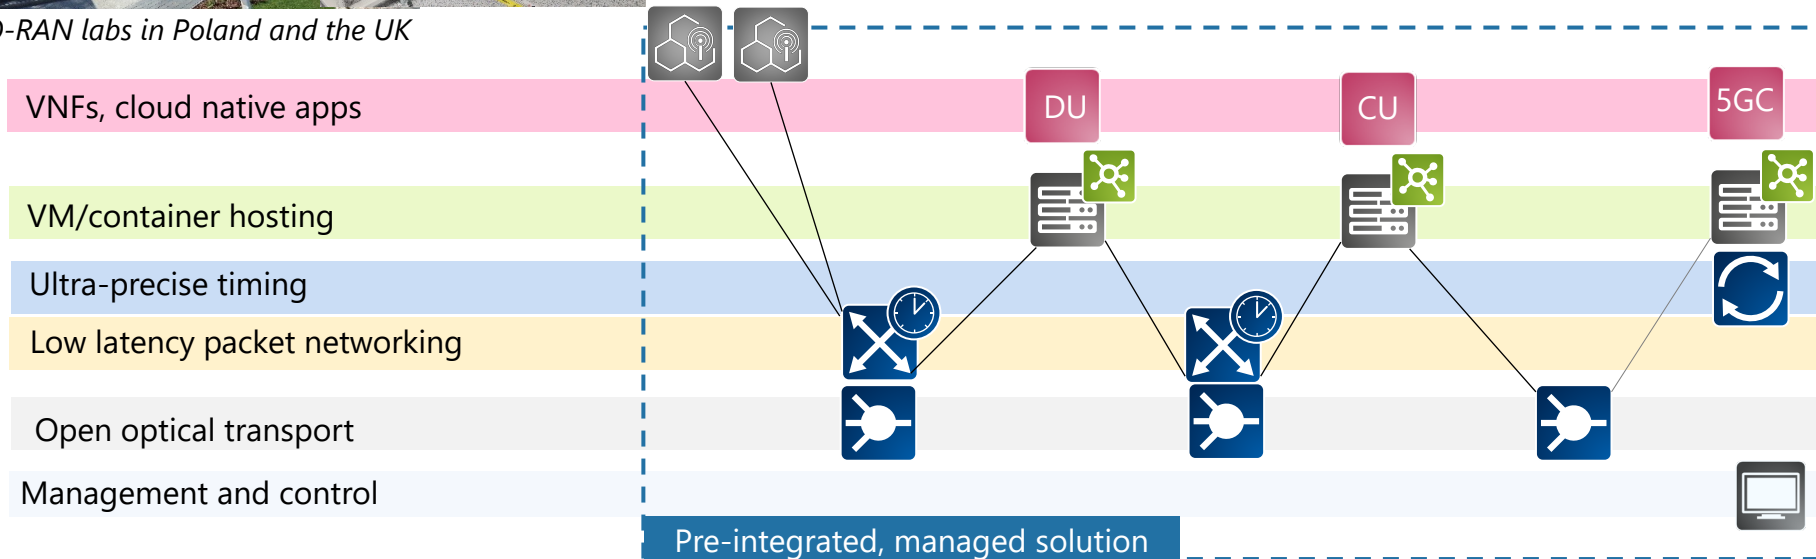 -RAN labs in Poland and the UK
VNFs, cloud native apps
DU
CU
5GC
VM/container hosting
Ultra-precise timing
Low latency packet networking
Open optical transport
Management and control
Pre-integrated, managed solution